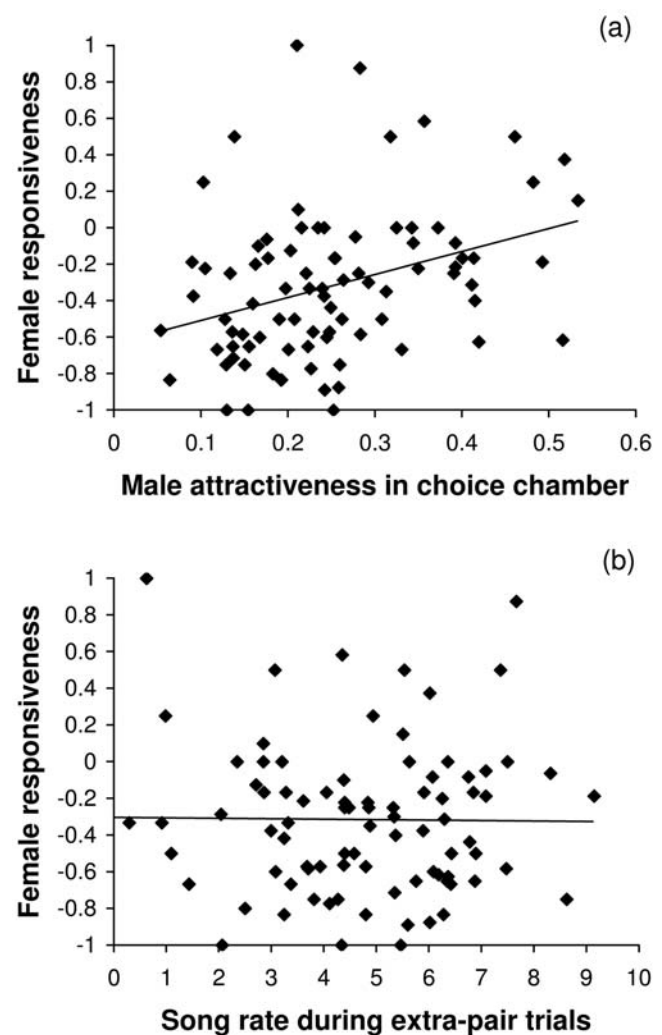 (a)
Female responsiveness
1
0.8
0.6
0.4
0.2
0
-0.2
-0.4
-0.6
-0.8
-1
0 0.1 0.2 0.3 0.4 0.5 0.6
Male attractiveness in choice chamber
(b)
Female responsiveness
1
0.8
0.6
0.4
0.2
0
-0.2
-0.4
-0.6
-0.8
-1
0 1 2 3 4 5 6 7 8 9 10
Song rate during extra-pair trials